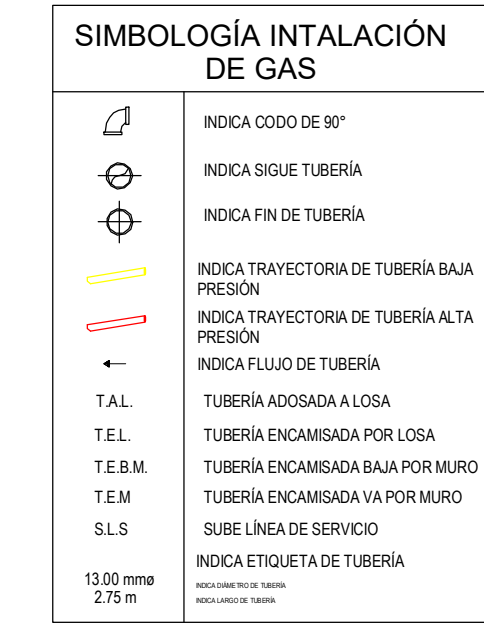 SIMBOLOGÍA INTALACIÓN
DE GAS
INDICA CODO DE 90°
INDICA SIGUE TUBERÍA
INDICA FIN DE TUBERÍA
INDICA TRAYECTORIA DE TUBERÍA BAJA
PRESIÓN
INDICA TRAYECTORIA DE TUBERÍA ALTA
PRESIÓN
INDICA FLUJO DE TUBERÍA
T.A.L. TUBERÍA ADOSADA A LOSA
T.E.L. TUBERÍA ENCAMISADA POR LOSA
T.E.B.M. TUBERÍA ENCAMISADA BAJA POR MURO
T.E.M TUBERÍA ENCAMISADA VA POR MURO
S.L.S SUBE LÍNEA DE SERVICIO
INDICA ETIQUETA DE TUBERÍA
13.00 mmø INDICA DIÁMETRO DE TUBERÍA
2.75 m INDICA LARGO DE TUBERÍA